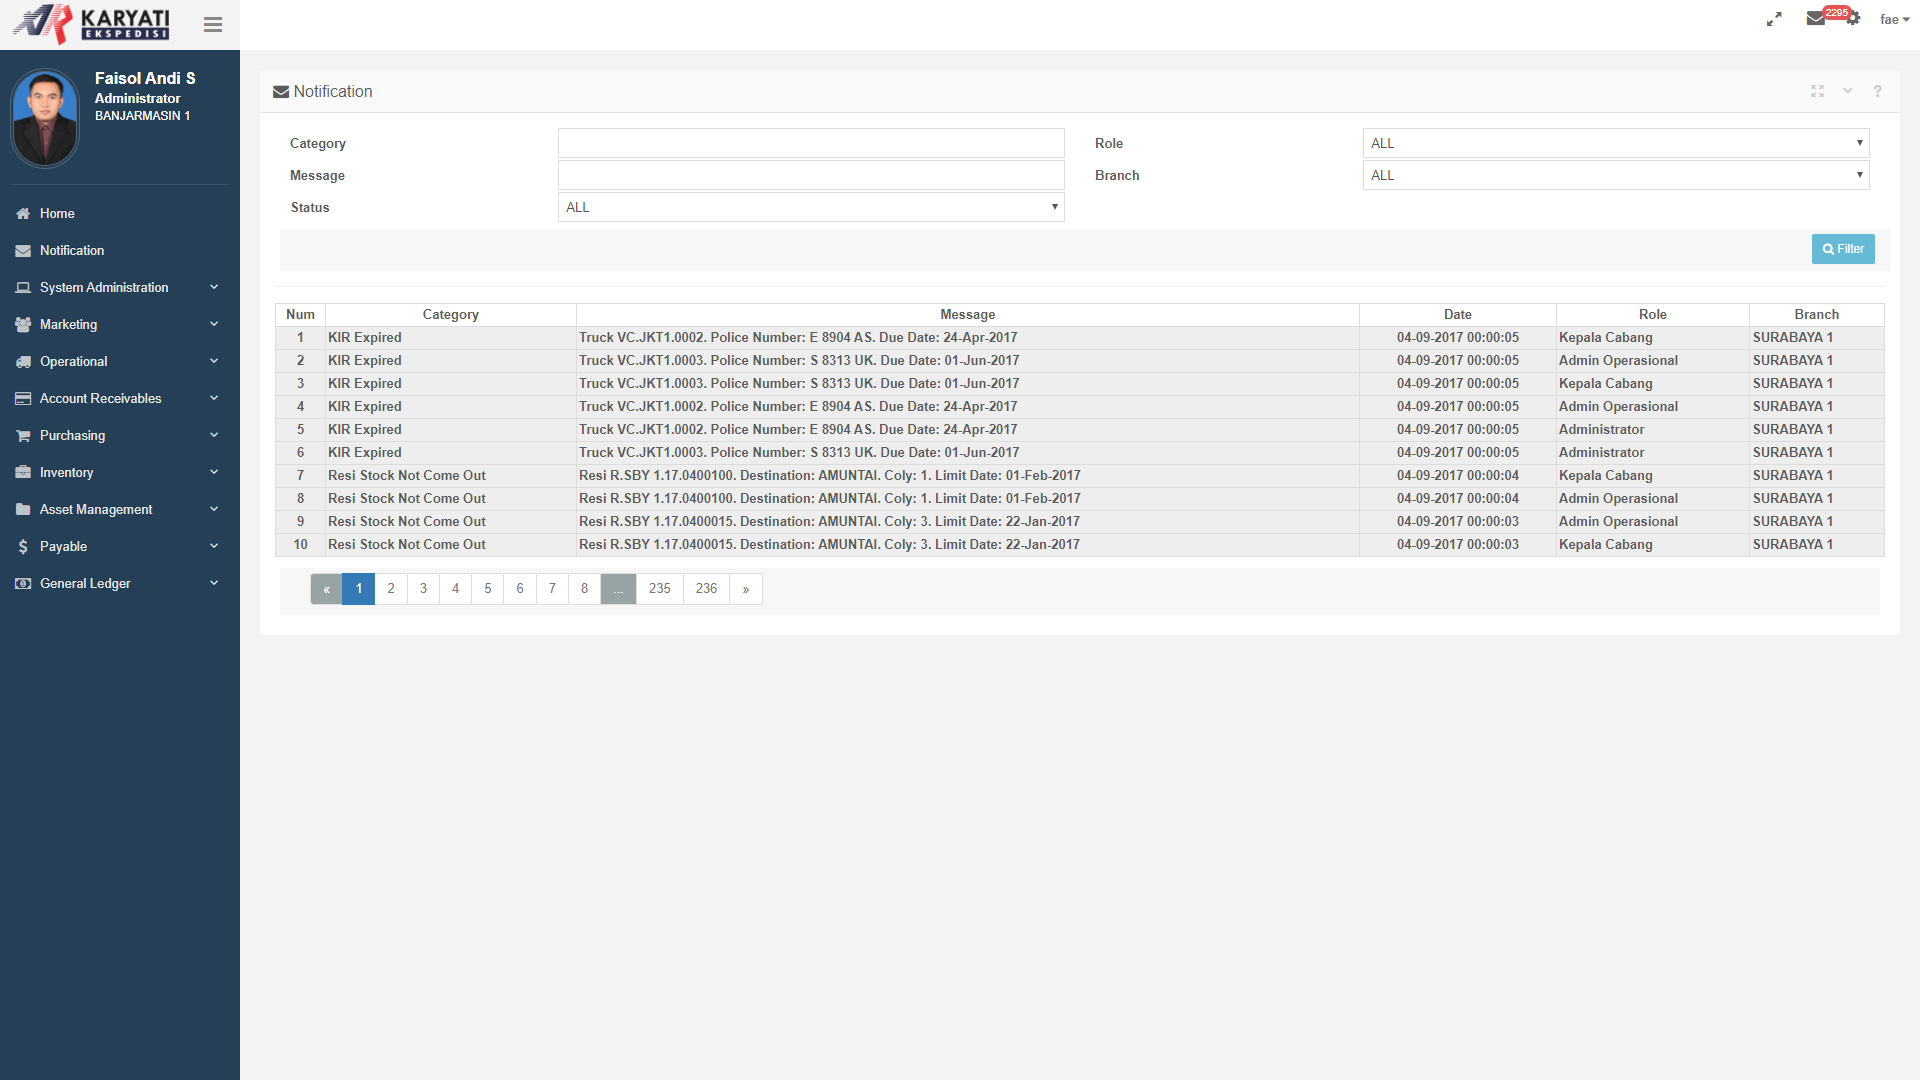 KARYATI
EKSPEDISI
2295
fae
Faisol Andi S
Administrator
BANJARMASIN 1
Home
Notification
System Administration
Marketing
Operational
Account Receivables
Purchasing
Inventory
Asset Management
Payable
General Ledger
Notification
?
Category
Role ALL
Message
Branch ALL
Status ALL
Filter
Num Category Message Date Role Branch
1 KIR Expired Truck VC.JKT1.0002. Police Number: E 8904 AS. Due Date: 24-Apr-2017 04-09-2017 00:00:05 Kepala Cabang SURABAYA 1
2 KIR Expired Truck VC.JKT1.0003. Police Number: S 8313 UK. Due Date: 01-Jun-2017 04-09-2017 00:00:05 Admin Operasional SURABAYA 1
3 KIR Expired Truck VC.JKT1.0003. Police Number: S 8313 UK. Due Date: 01-Jun-2017 04-09-2017 00:00:05 Kepala Cabang SURABAYA 1
4 KIR Expired Truck VC.JKT1.0002. Police Number: E 8904 AS. Due Date: 24-Apr-2017 04-09-2017 00:00:05 Admin Operasional SURABAYA 1
5 KIR Expired Truck VC.JKT1.0002. Police Number: E 8904 AS. Due Date: 24-Apr-2017 04-09-2017 00:00:05 Administrator SURABAYA 1
6 KIR Expired Truck VC.JKT1.0003. Police Number: S 8313 UK. Due Date: 01-Jun-2017 04-09-2017 00:00:05 Administrator SURABAYA 1
7 Resi Stock Not Come Out Resi R.SBY 1.17.0400100. Destination: AMUNTAI. Coly: 1. Limit Date: 01-Feb-2017 04-09-2017 00:00:04 Kepala Cabang SURABAYA 1
8 Resi Stock Not Come Out Resi R.SBY 1.17.0400100. Destination: AMUNTAI. Coly: 1. Limit Date: 01-Feb-2017 04-09-2017 00:00:04 Admin Operasional SURABAYA 1
9 Resi Stock Not Come Out Resi R.SBY 1.17.0400015. Destination: AMUNTAI. Coly: 3. Limit Date: 22-Jan-2017 04-09-2017 00:00:03 Admin Operasional SURABAYA 1
10 Resi Stock Not Come Out Resi R.SBY 1.17.0400015. Destination: AMUNTAI. Coly: 3. Limit Date: 22-Jan-2017 04-09-2017 00:00:03 Kepala Cabang SURABAYA 1
« 1 2 3 4 5 6 7 8 ... 235 236 »